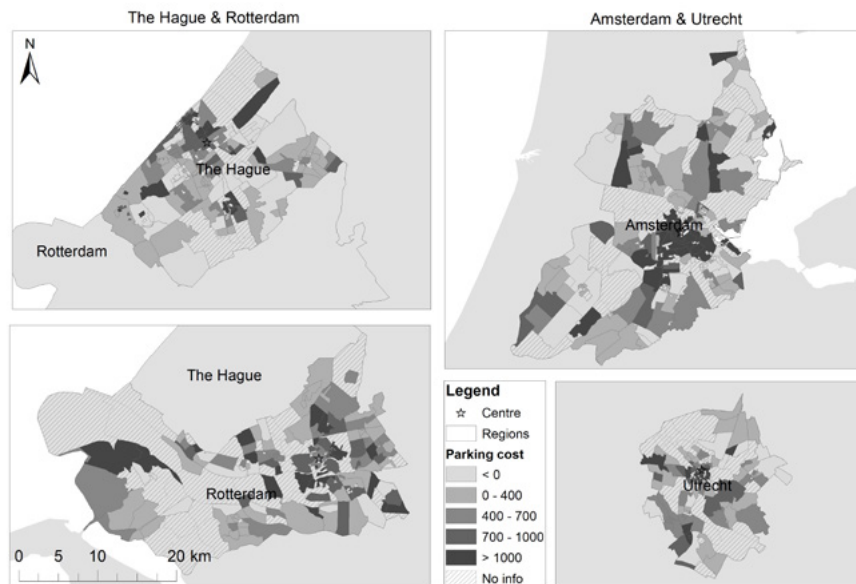 The Hague & Rotterdam
N
The Hague
Rotterdam
Amsterdam & Utrecht
Amsterdam
The Hague
Rotterdam
0 5 10 20 km
Legend
Centre
Regions
Parking cost
< 0
0 - 400
400 - 700
700 - 1000
> 1000
No info
Utrecht